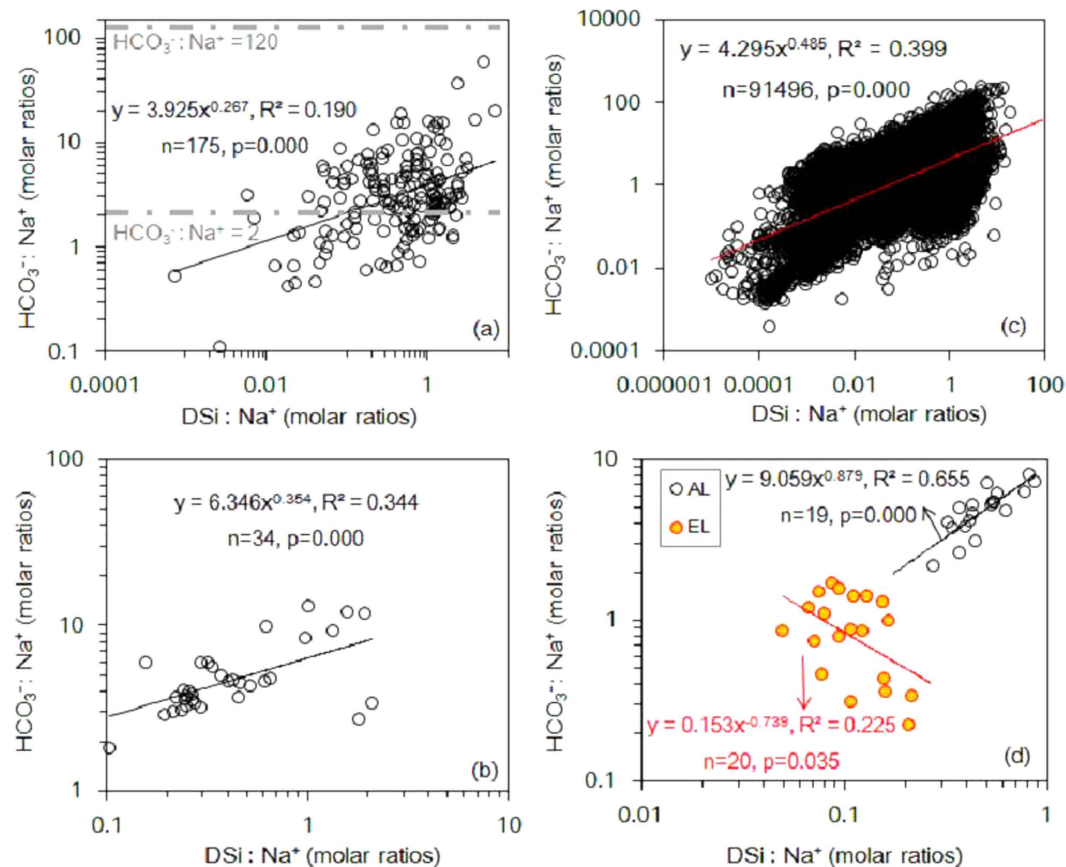 HCO₃⁻: Na⁺ (molar ratios)
100
10
1
0.1
HCO₃⁻: Na⁺ =120
y = 3.925x^0.267, R² = 0.190
n=175, p=0.000
HCO₃⁻: Na⁺ = 2
(a)
0.0001
0.01
1
DSi : Na⁺ (molar ratios)
HCO₃⁻: Na⁺ (molar ratios)
10000
100
1
0.01
0.0001
y = 4.295x^0.485, R² = 0.399
n=91496, p=0.000
(c)
0.000001
0.0001
0.01
1
100
DSi : Na⁺ (molar ratios)
HCO₃⁻: Na⁺ (molar ratios)
100
10
1
y = 6.346x^0.354, R² = 0.344
n=34, p=0.000
(b)
0.1
1
10
DSi : Na⁺ (molar ratios)
HCO₃⁻: Na⁺ (molar ratios)
10
1
0.1
AL
EL
y = 9.059x^0.879, R² = 0.655
n=19, p=0.000
y = 0.153x^-0.739, R² = 0.225
n=20, p=0.035
(d)
0.01
0.1
1
DSi : Na⁺ (molar ratios)